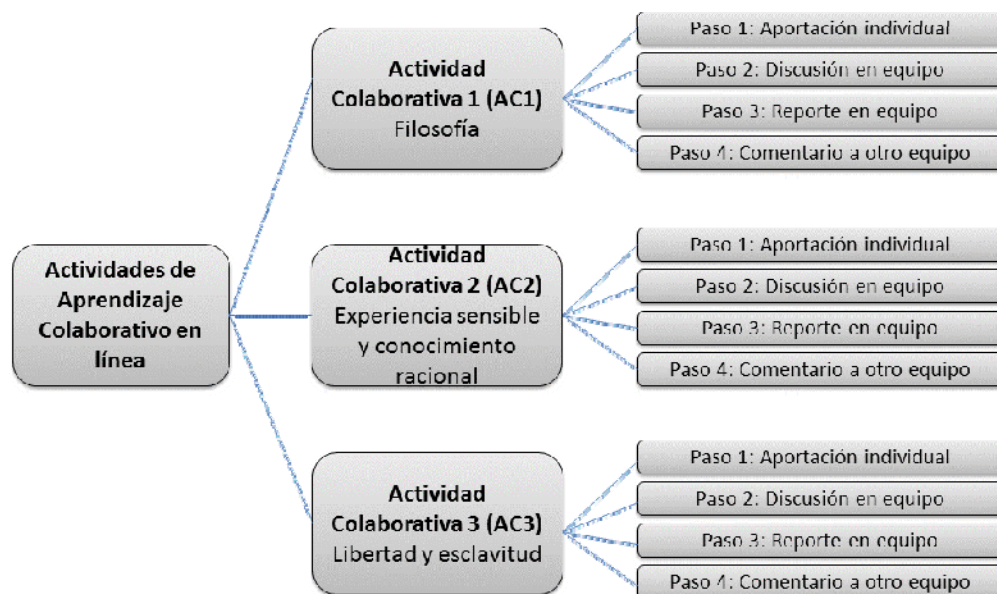 Actividades de
Aprendizaje
Colaborativo en
línea
Actividad
Colaborativa 1 (AC1)
Filosofía
Paso 1: Aportación individual
Paso 2: Discusión en equipo
Paso 3: Reporte en equipo
Paso 4: Comentario a otro equipo
Actividad
Colaborativa 2 (AC2)
Experiencia sensible
y conocimiento
racional
Paso 1: Aportación individual
Paso 2: Discusión en equipo
Paso 3: Reporte en equipo
Paso 4: Comentario a otro equipo
Actividad
Colaborativa 3 (AC3)
Libertad y esclavitud
Paso 1: Aportación individual
Paso 2: Discusión en equipo
Paso 3: Reporte en equipo
Paso 4: Comentario a otro equipo